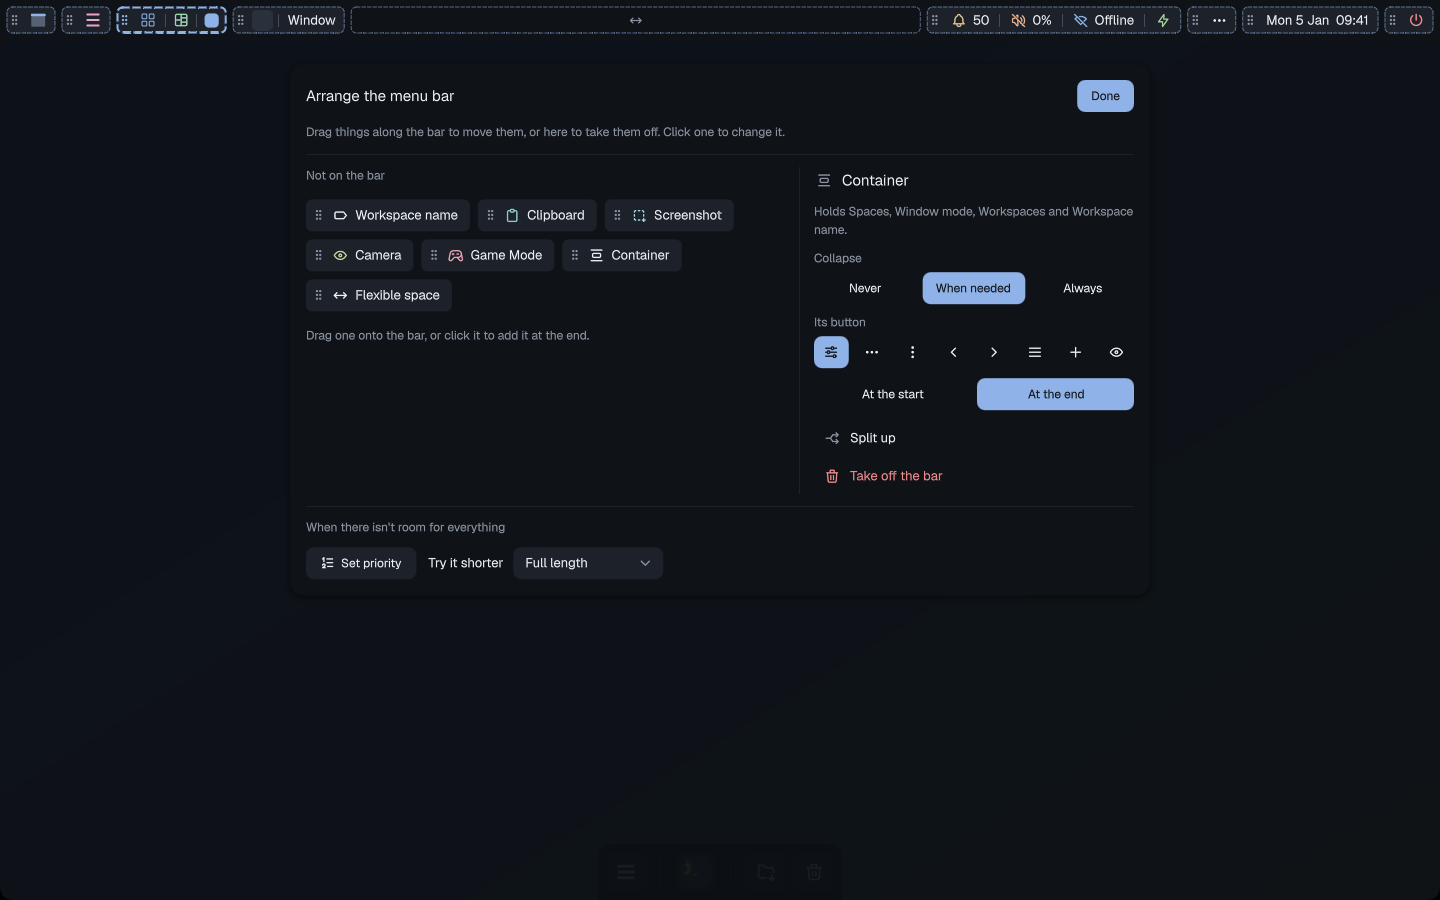 Window
50
0%
Offline
Mon 5 Jan 09:41
Arrange the menu bar
Done
Drag things along the bar to move them, or here to take them off. Click one to change it.
Not on the bar
Workspace name
Clipboard
Screenshot
Camera
Game Mode
Container
Flexible space
Drag one onto the bar, or click it to add it at the end.
Container
Holds Spaces, Window mode, Workspaces and Workspace
name.
Collapse
Never
When needed
Always
Its button
At the start
At the end
Split up
Take off the bar
When there isn't room for everything
Set priority
Try it shorter
Full length